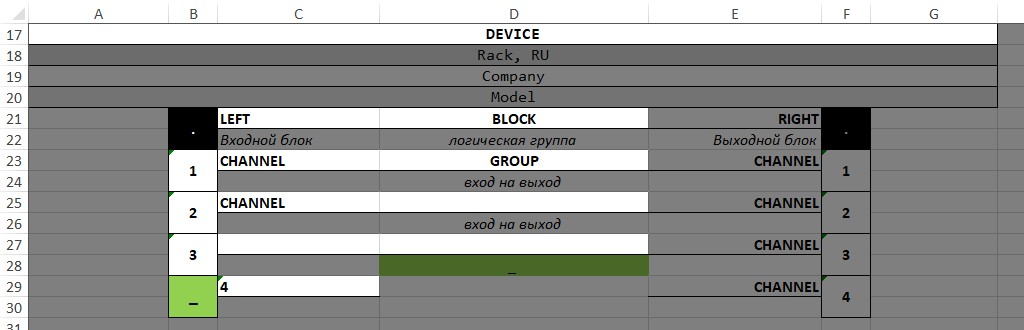 A B C D E F G
17 DEVICE
18 Rack, RU
19 Company
20 Model
21 . LEFT BLOCK RIGHT .
22 Входной блок логическая группа Выходной блок
23 1 CHANNEL GROUP CHANNEL 1
24 вход на выход
25 2 CHANNEL CHANNEL 2
26 вход на выход
27 3 CHANNEL 3
28 _
29 _ 4 CHANNEL 4
30
31